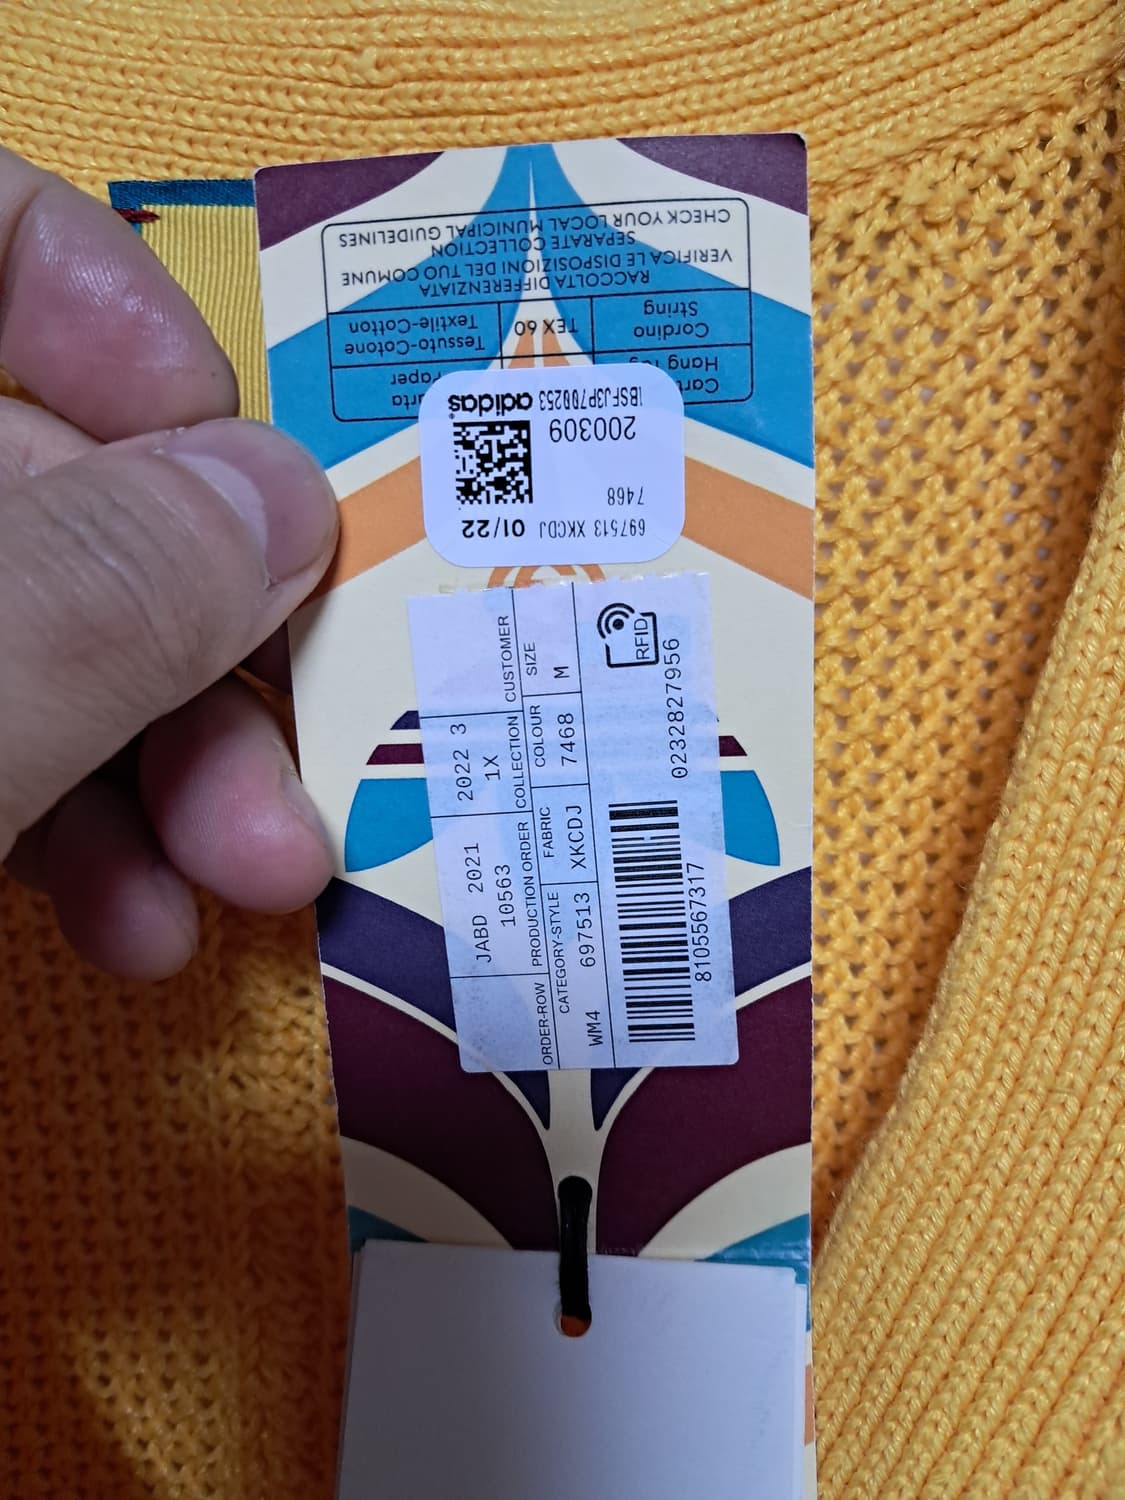 CHECK YOUR LOCAL MUNICIPAL GUIDELINES
SEPARATE COLLECTION
VERIFICA LE DISPOSIZIONI DEL TUO COMUNE
RACCOLTA DIFFERENZIATA
Cordino
String
TEX 60
Tessuto-Cotone
Textile-Cotton
Hang
adidas
200309
7468
697513 XKCDJ 01/22
ORDER-ROW
PRODUCTION ORDER
JABD 2021
10563
COLLECTION
2022 3
1X
CUSTOMER
CATEGORY-STYLE
WM4 697513
FABRIC
XKCDJ
COLOUR
7468
SIZE
M
RFID
8105567317
0232827956